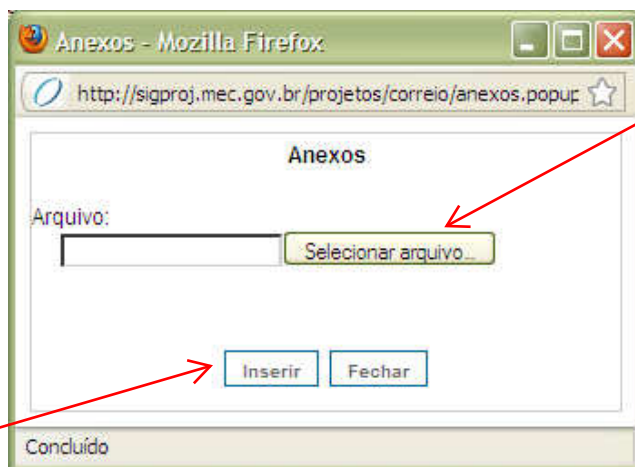 Anexos - Mozilla Firefox
http://sigproj.mec.gov.br/projetos/correio/anexos.popup
Anexos
Arquivo:
Selecionar arquivo...
Inserir Fechar
Concluído